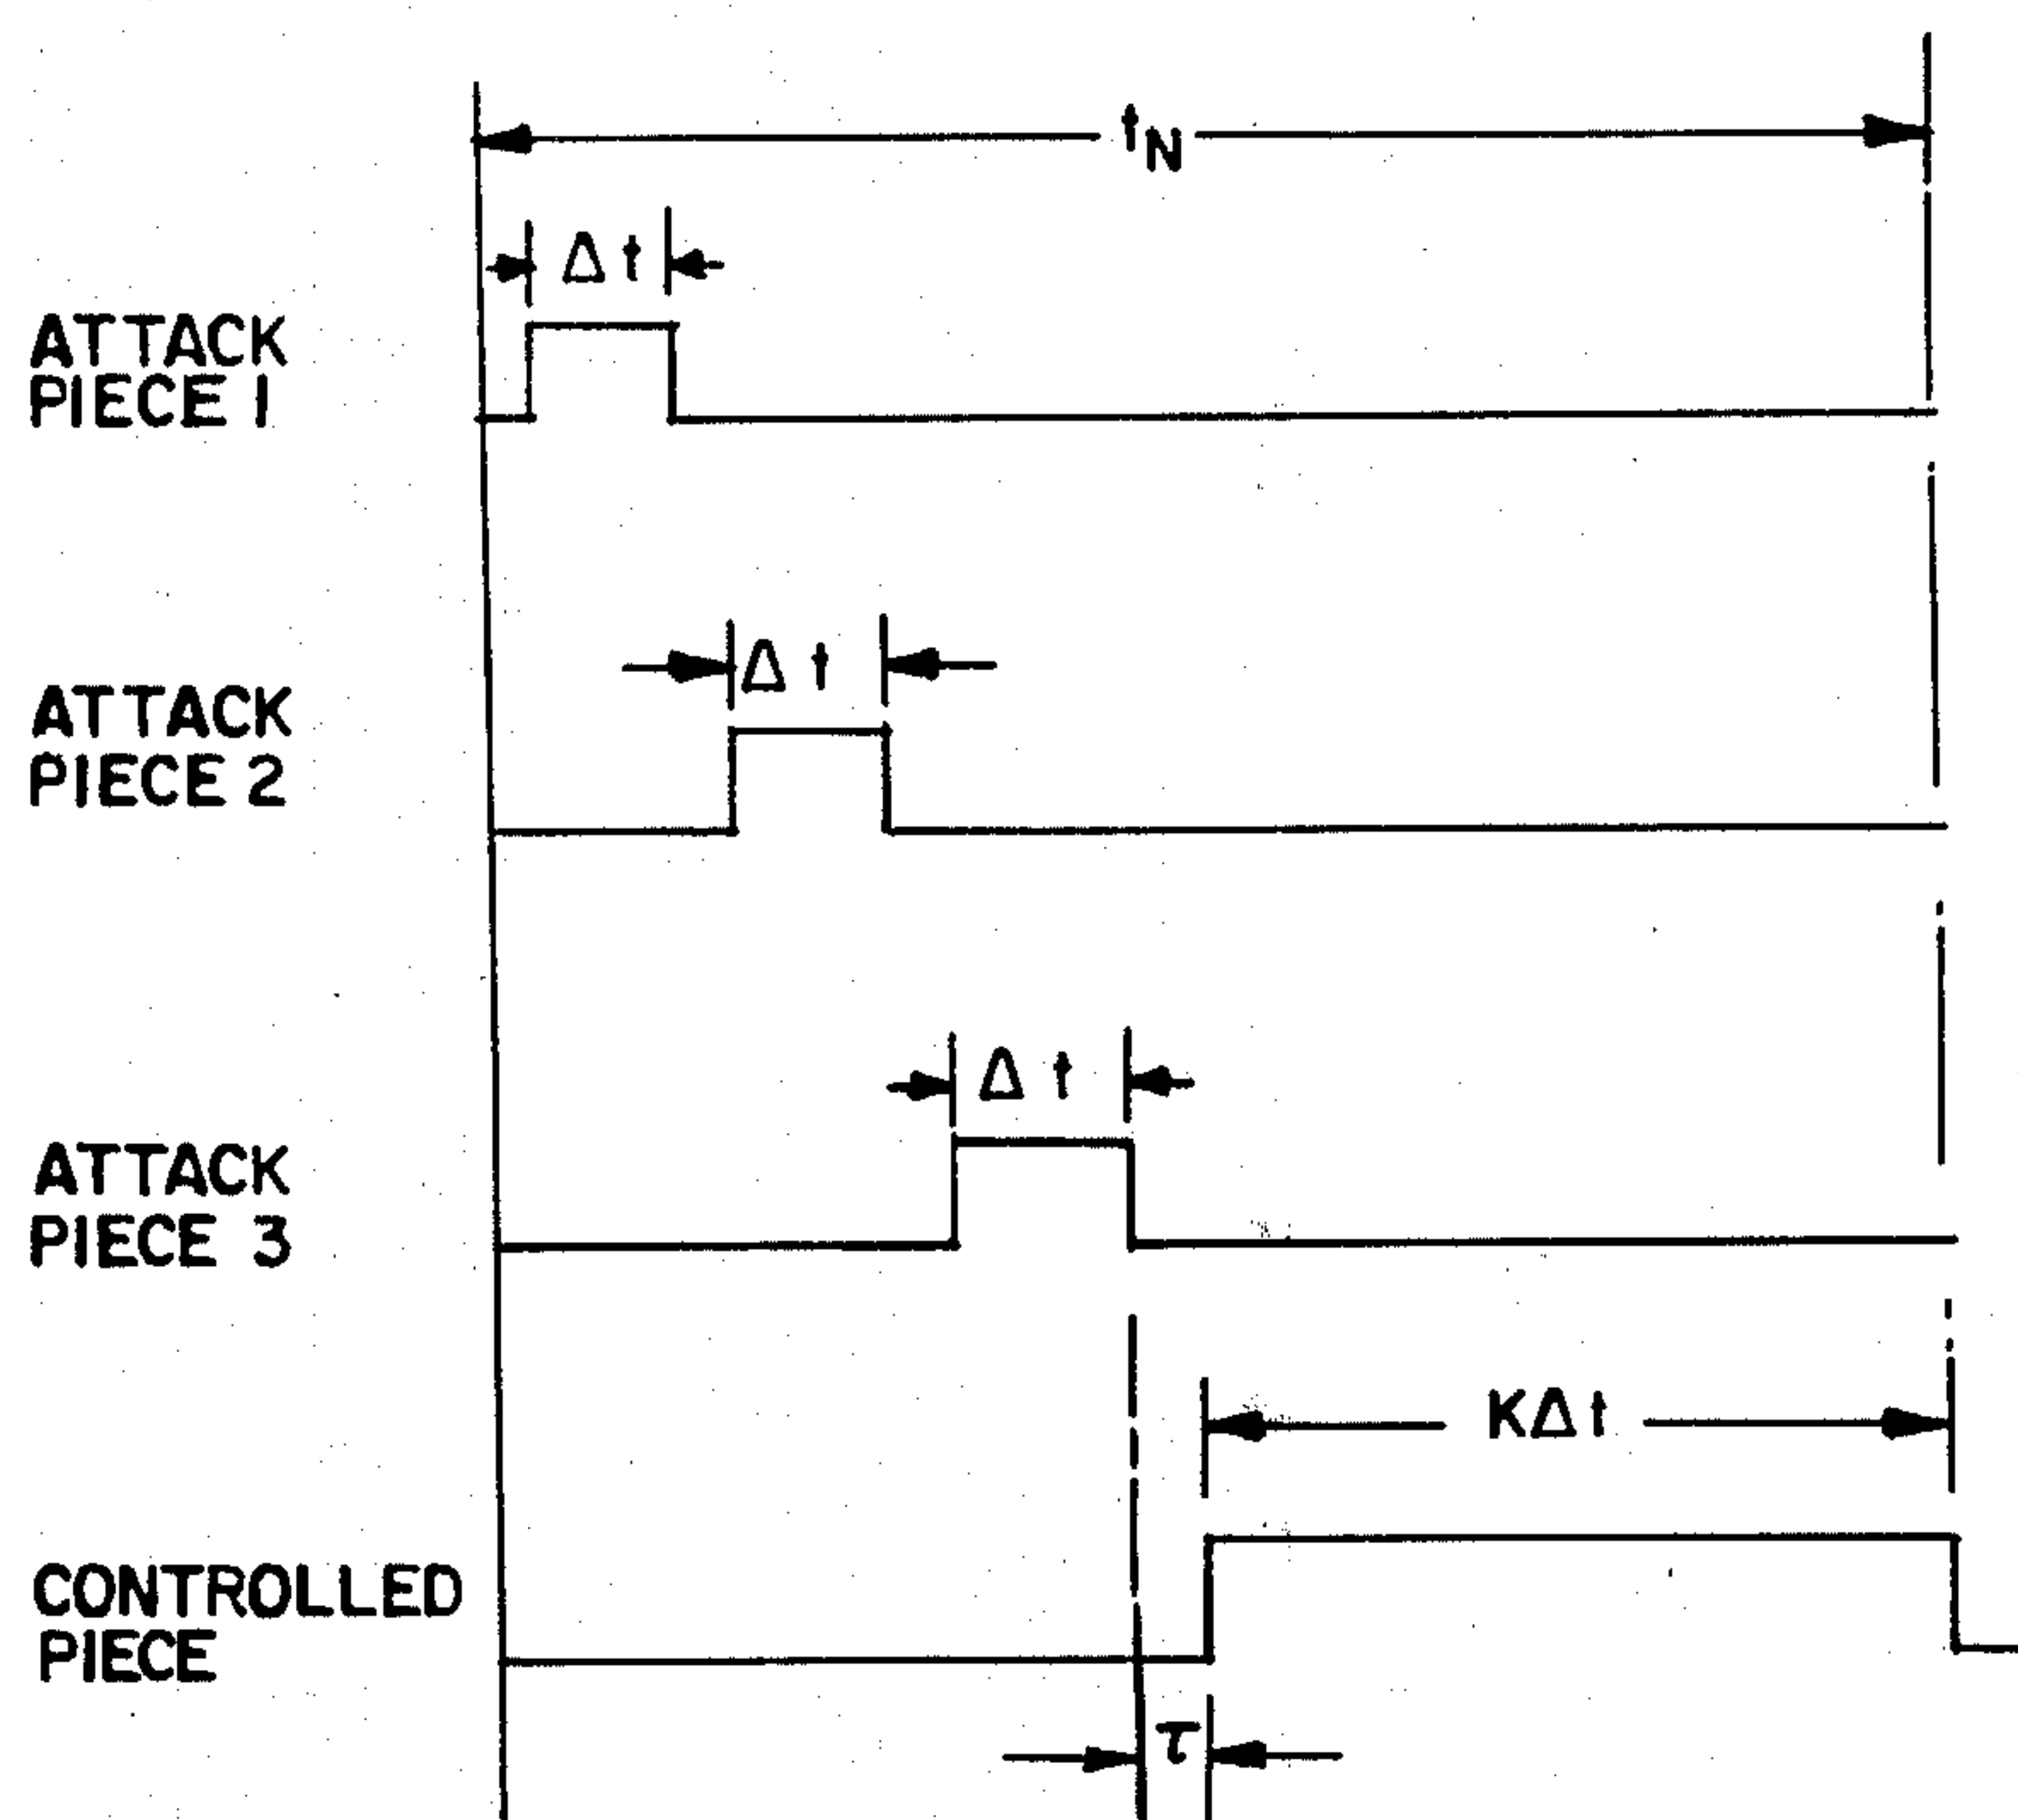 tN
Δt
ATTACK
PIECE 1
Δt
ATTACK
PIECE 2
Δt
ATTACK
PIECE 3
KΔt
CONTROLLED
PIECE
τ